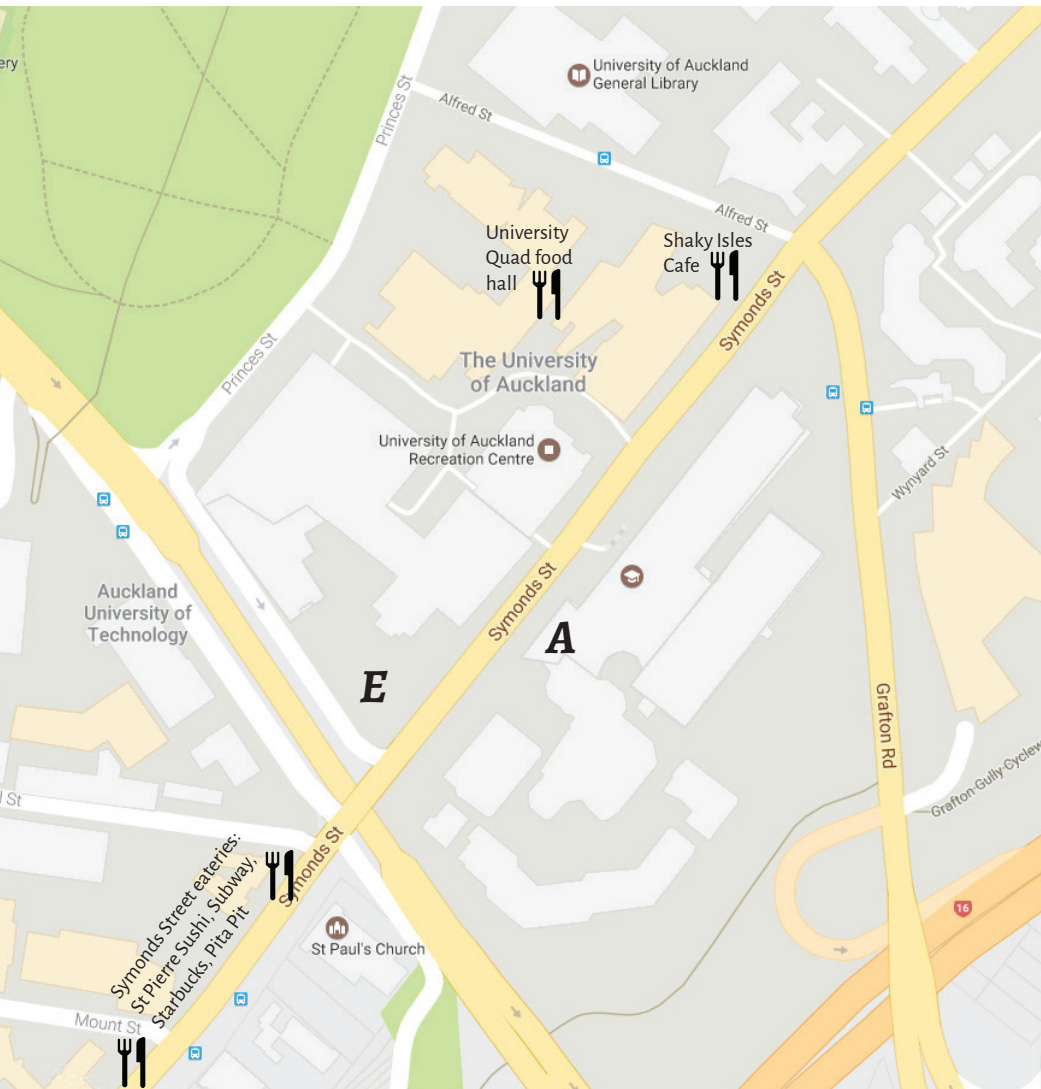 ery
University of Auckland
General Library
Princes St
Alfred St
Alfred St
University
Quad food
hall
Shaky Isles
Cafe
Symonds St
Princes St
The University
of Auckland
University of Auckland
Recreation Centre
Wynyard St
Symonds St
Auckland
University of
Technology
A
E
Grafton Rd
Grafton Gully Cyclew
l St
Symonds St
Symonds Street eateries:
St Pierre Sushi, Subway,
Starbucks, Pita Pit
16
St Paul's Church
Mount St